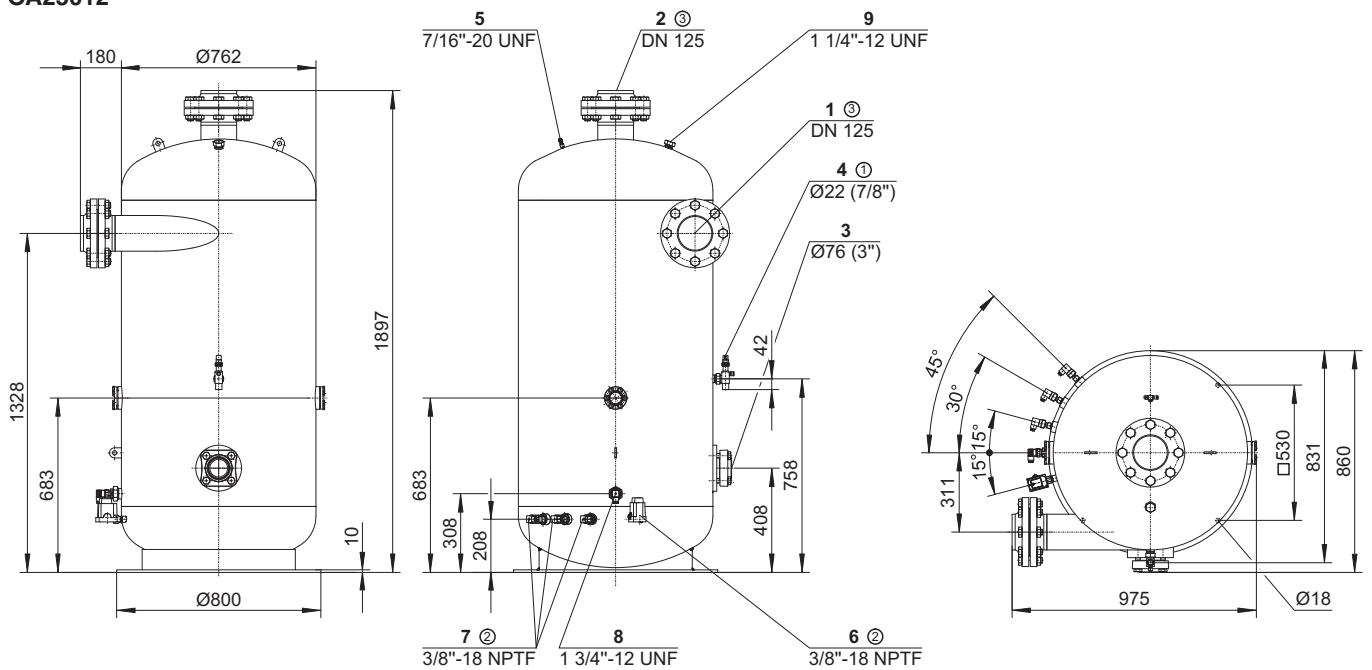 5
7/16"-20 UNF
2 ③
DN 125
9
1 1/4"-12 UNF
180
Ø762
1 ③
DN 125
4 ①
Ø22 (7/8")
3
Ø76 (3")
1897
1328
683
10
Ø800
42
683
308
208
758
408
45°
30°
15°
15°
311
□530
831
860
975
Ø18
7 ②
3/8"-18 NPTF
8
1 3/4"-12 UNF
6 ②
3/8"-18 NPTF